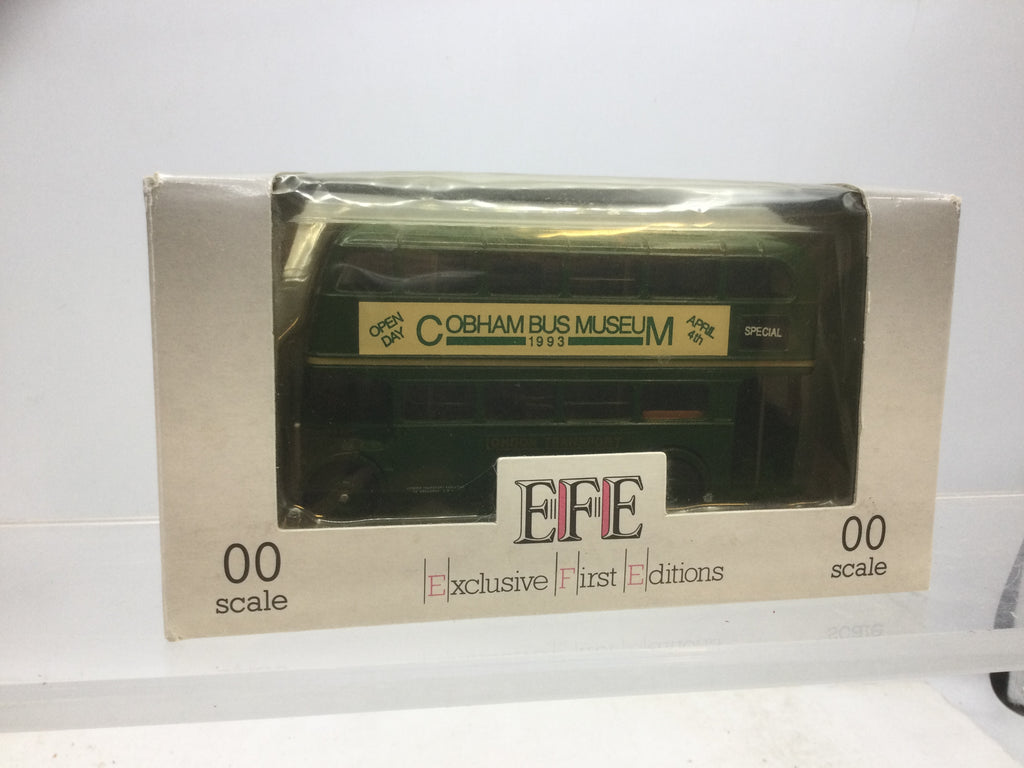 OPEN
DAY
COBHAM BUS MUSEUM
1993
APRIL
4th
SPECIAL
LONDON TRANSPORT
EFE
Exclusive First Editions
00
scale
00
scale